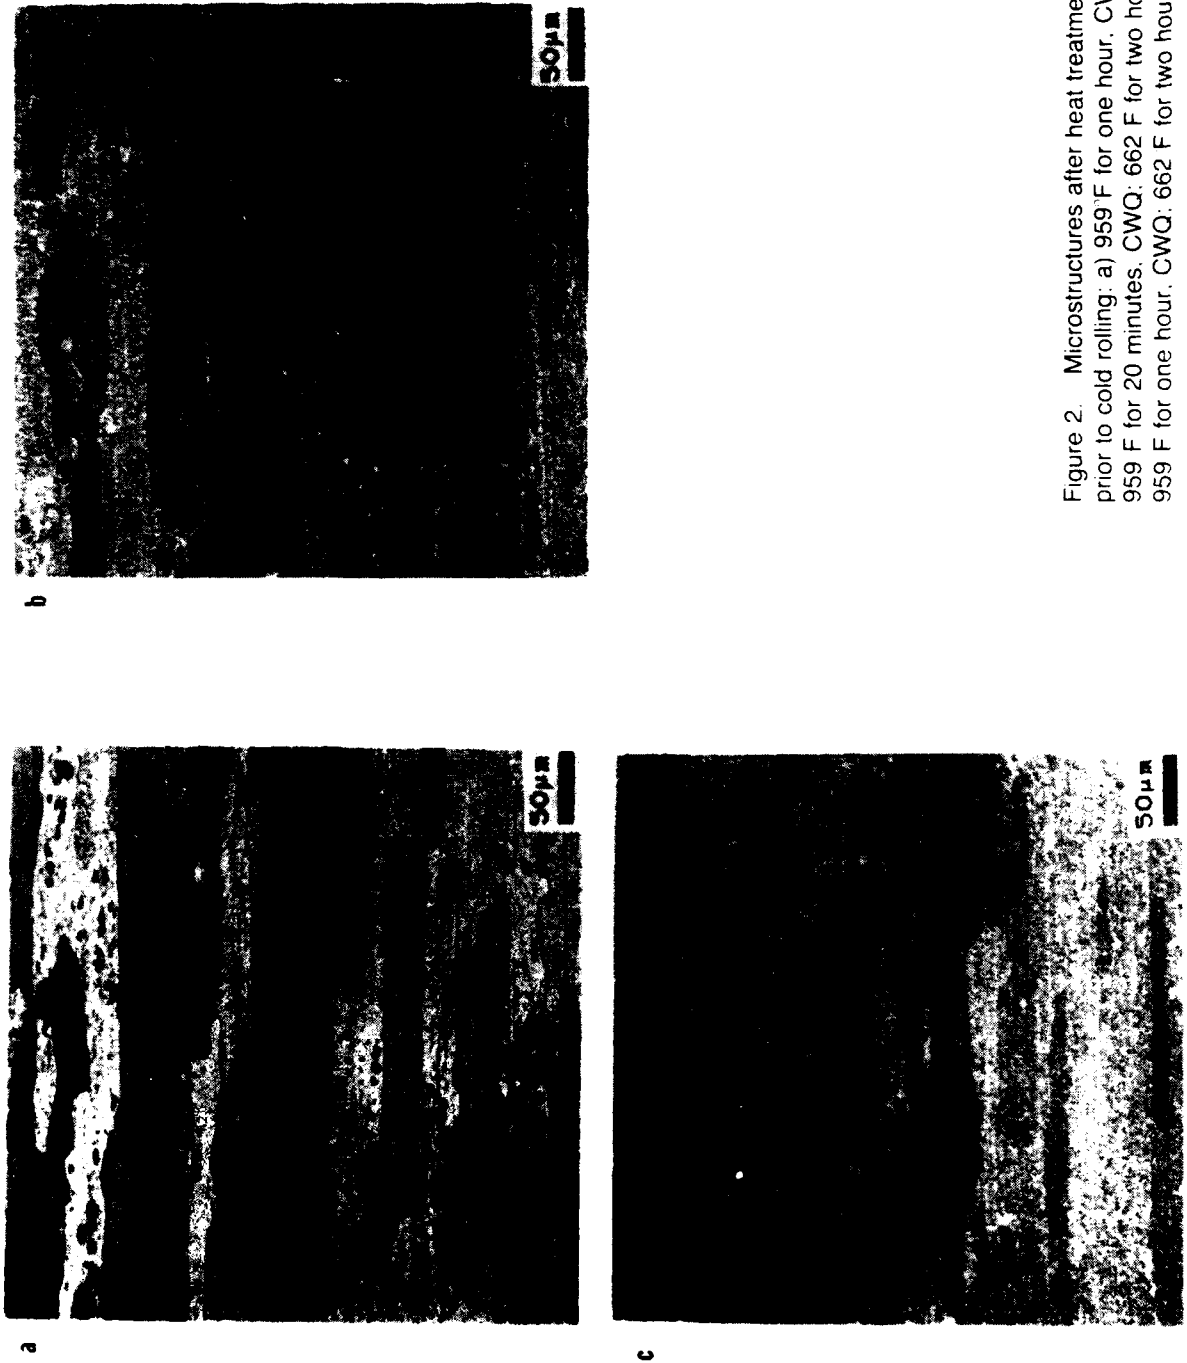 a
50µm
b
50µm
c
50µm
Figure 2. Microstructures after heat treatme
prior to cold rolling: a) 959°F for one hour. CW
959 F for 20 minutes. CWQ: 662 F for two ho
959 F for one hour. CWQ: 662 F for two hou